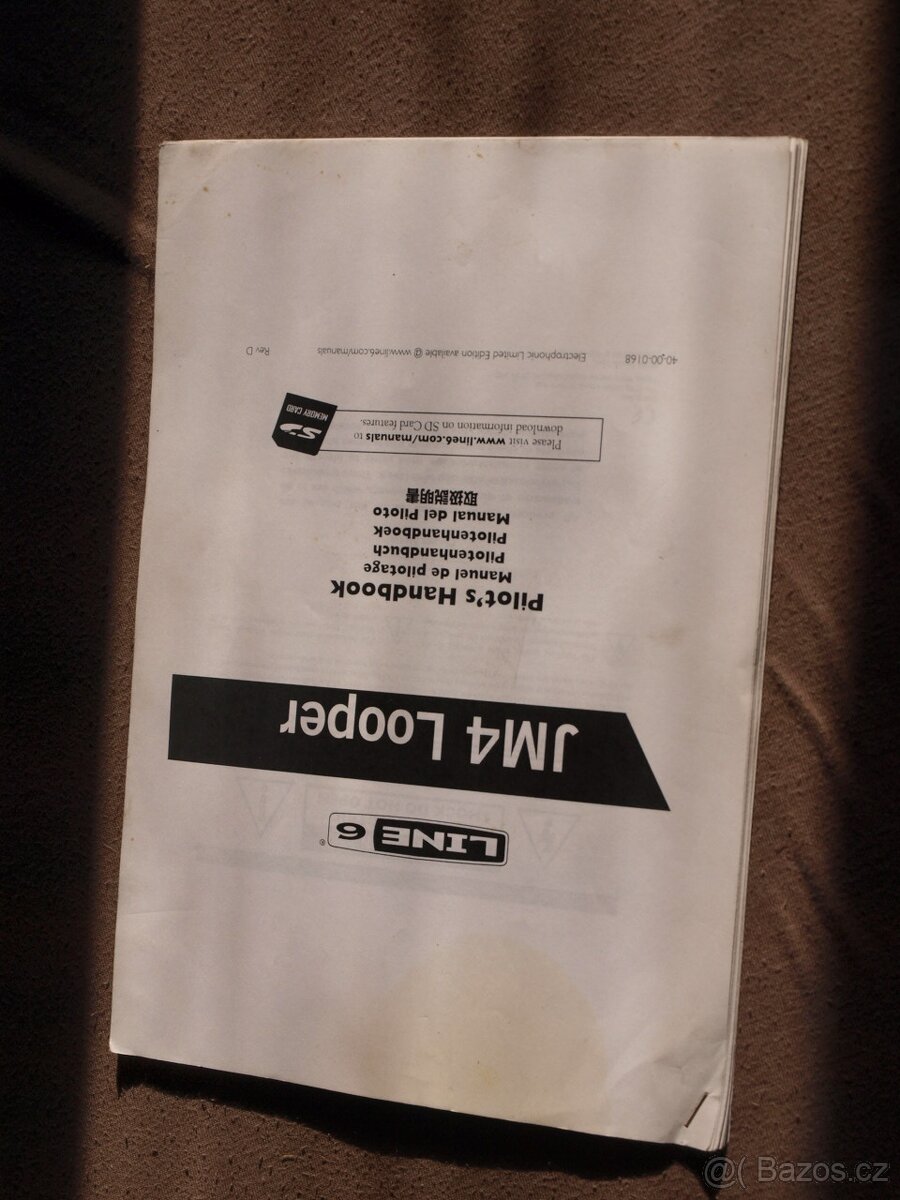 LINE 6®
JM4 Looper
Pilot's Handbook
Manuel de pilotage
Pilotenhandbuch
Pilotenhandboek
Manual del Piloto
取扱説明書
Please visit www.line6.com/manuals to
download information on SD Card features.
SD
MEMORY CARD
40-00-0168 Electrophonic Limited Edition available @ www.line6.com/manuals Rev D
@( Bazos.cz